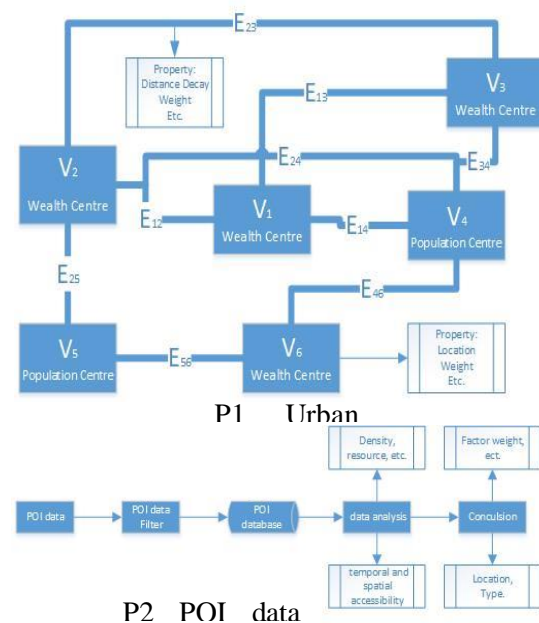 E23
Property:
Distance Decay
Weight
Etc.
V3
Wealth Centre
E13
V2
Wealth Centre
E24
E34
E12
V1
Wealth Centre
E14
V4
Population Centre
E25
E46
V5
Population Centre
E56
V6
Wealth Centre
Property:
Location
Weight
Etc.
P1 Urban
Density,
resource, etc.
Factor weight,
ect.
POI data
POI data
Filter
POI
database
data analysis
Conculsion
temporal and
spatial
accessibility
Location,
Type.
P2 POI data